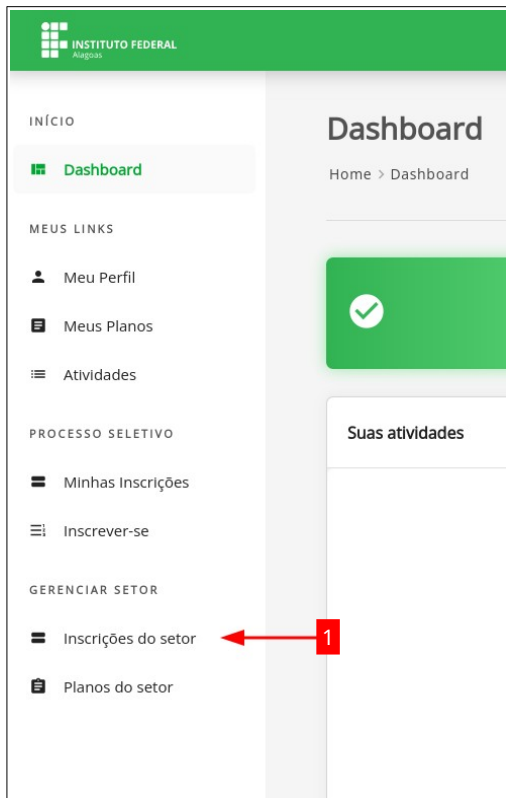 INSTITUTO FEDERAL
Alagoas
INÍCIO
Dashboard
MEUS LINKS
Meu Perfil
Meus Planos
Atividades
PROCESSO SELETIVO
Minhas Inscrições
Inscrever-se
GERENCIAR SETOR
Inscrições do setor
1
Planos do setor
Dashboard
Home > Dashboard
Suas atividades